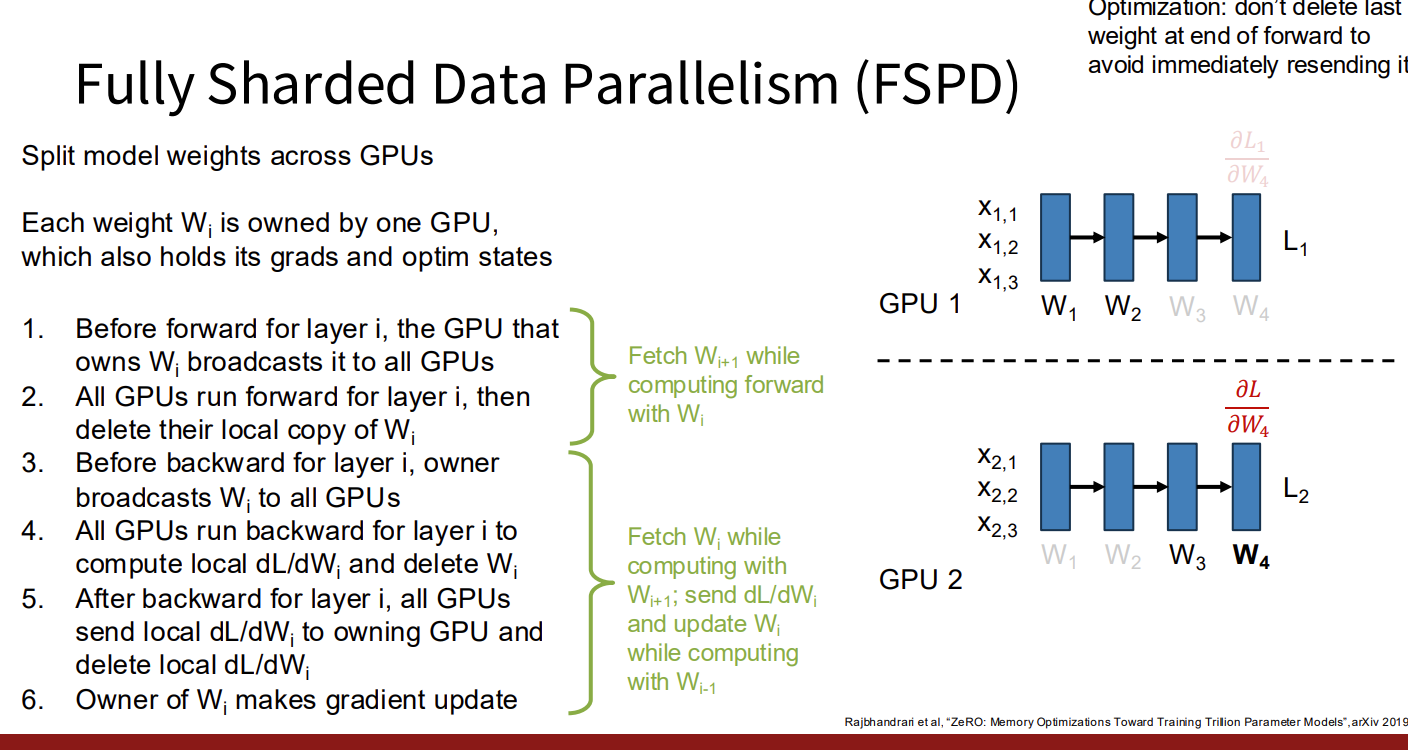 Optimization: don't delete last
weight at end of forward to
avoid immediately resending it
Fully Sharded Data Parallelism (FSPD)
Split model weights across GPUs
Each weight Wi is owned by one GPU,
which also holds its grads and optim states
1. Before forward for layer i, the GPU that
owns Wi broadcasts it to all GPUs
2. All GPUs run forward for layer i, then
delete their local copy of Wi
3. Before backward for layer i, owner
broadcasts Wi to all GPUs
4. All GPUs run backward for layer i to
compute local dL/dWi and delete Wi
5. After backward for layer i, all GPUs
send local dL/dWi to owning GPU and
delete local dL/dWi
6. Owner of Wi makes gradient update
Fetch Wi+1 while
computing forward
with Wi
Fetch Wi while
computing with
Wi+1; send dL/dWi
and update Wi
while computing
with Wi-1
∂L1
∂W4
x1,1
x1,2
x1,3
L1
GPU 1
W1 W2 W3 W4
∂L
∂W4
x2,1
x2,2
x2,3
L2
W1 W2 W3 W4
GPU 2
Rajbhandrari et al, “ZeRO: Memory Optimizations Toward Training Trillion Parameter Models”, arXiv 2019